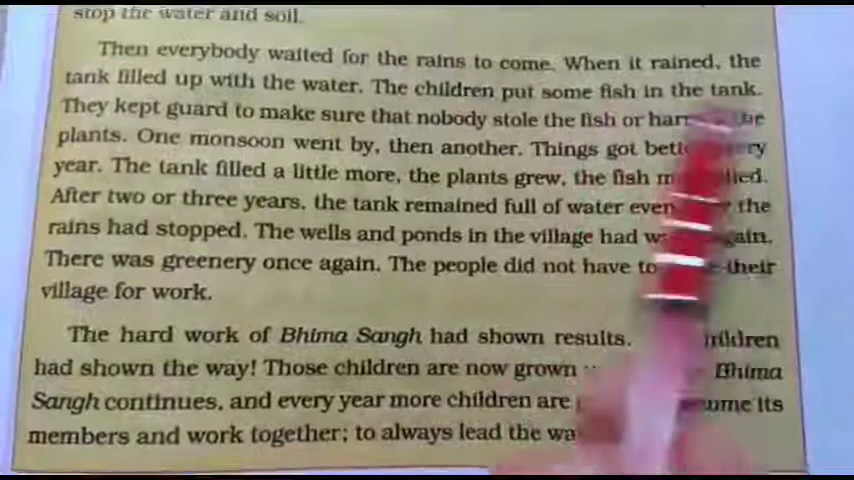 stop the water and soil.
Then everybody waited for the rains to come. When it rained, the
tank filled up with the water. The children put some fish in the tank.
They kept guard to make sure that nobody stole the fish or the
plants. One monsoon went by, then another. Things got
year. The tank filled a little more, the plants grew, the fish
After two or three years, the tank remained full of water the
rains had stopped. The wells and ponds in the village had again.
There was greenery once again. The people did not have to their
village for work.
The hard work of Bhima Sangh had shown results.
had shown the way! Those children are now grown Bhima
Sangh continues, and every year more children are its
members and work together; to always lead the